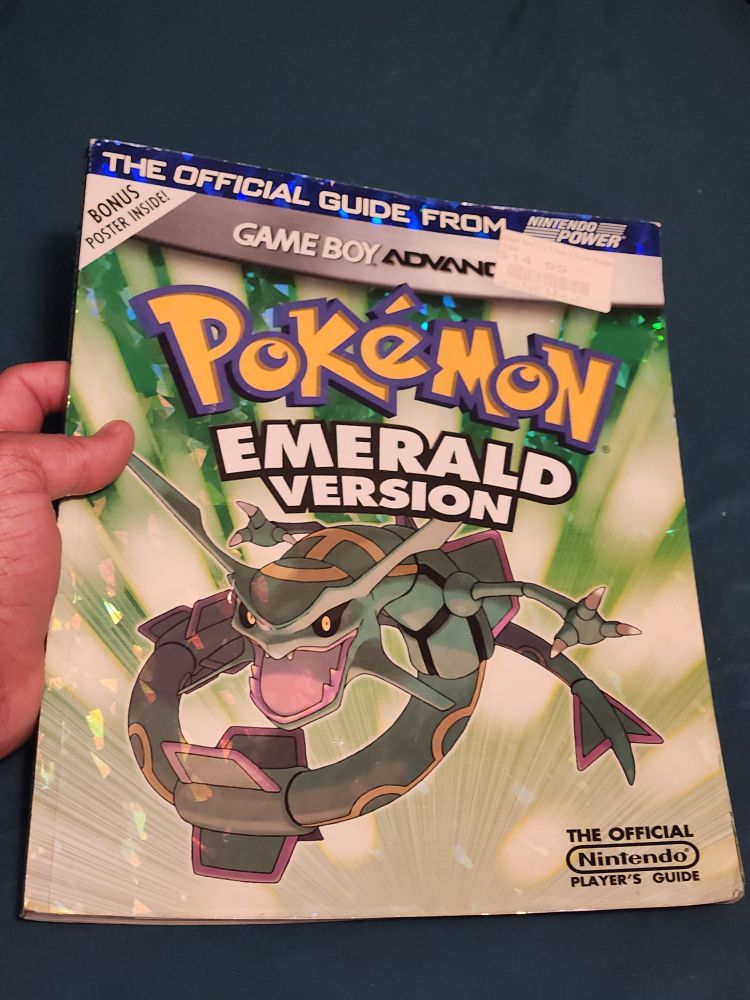 THE OFFICIAL GUIDE FROM
NINTENDO
POWER®
BONUS
POSTER INSIDE!
GAME BOY ADVANC
$14.99
POKéMON®
EMERALD
VERSION
THE OFFICIAL
Nintendo®
PLAYER'S GUIDE